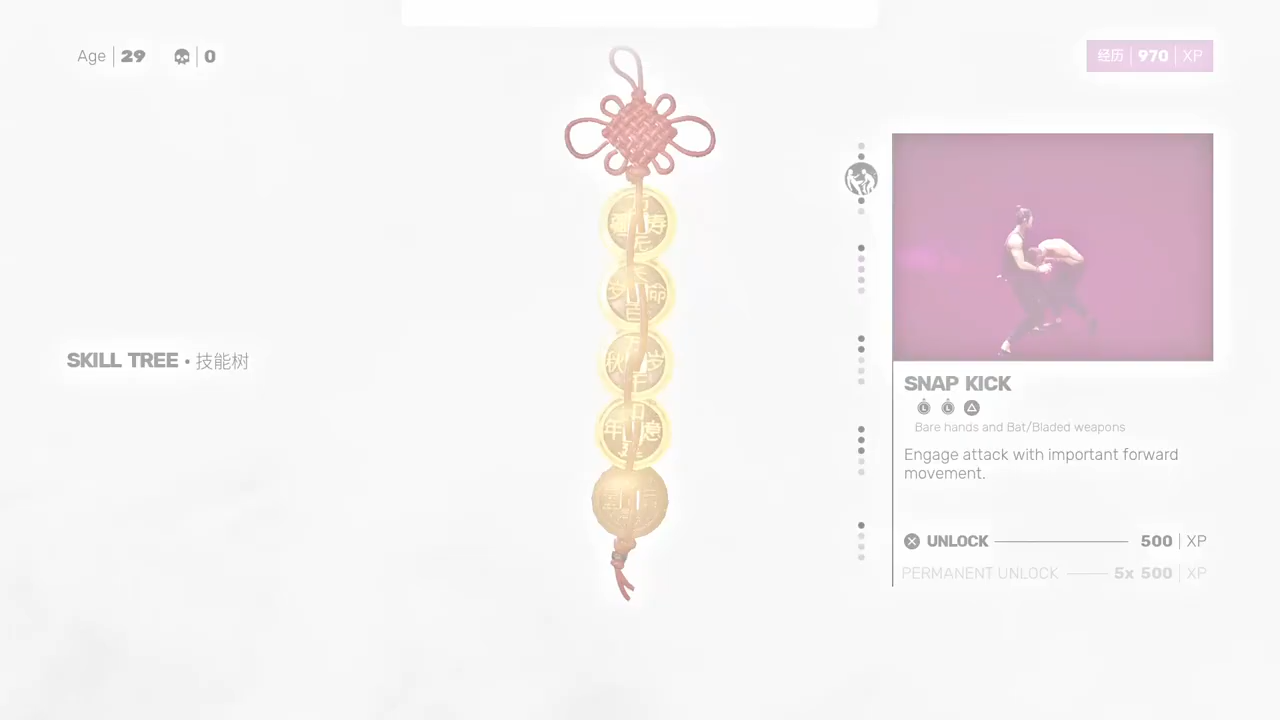 Age 29 0
经历 970 XP
SKILL TREE • 技能树
SNAP KICK
L L
Bare hands and Bat/Bladed weapons
Engage attack with important forward
movement.
UNLOCK 500 XP
PERMANENT UNLOCK 5x 500 XP